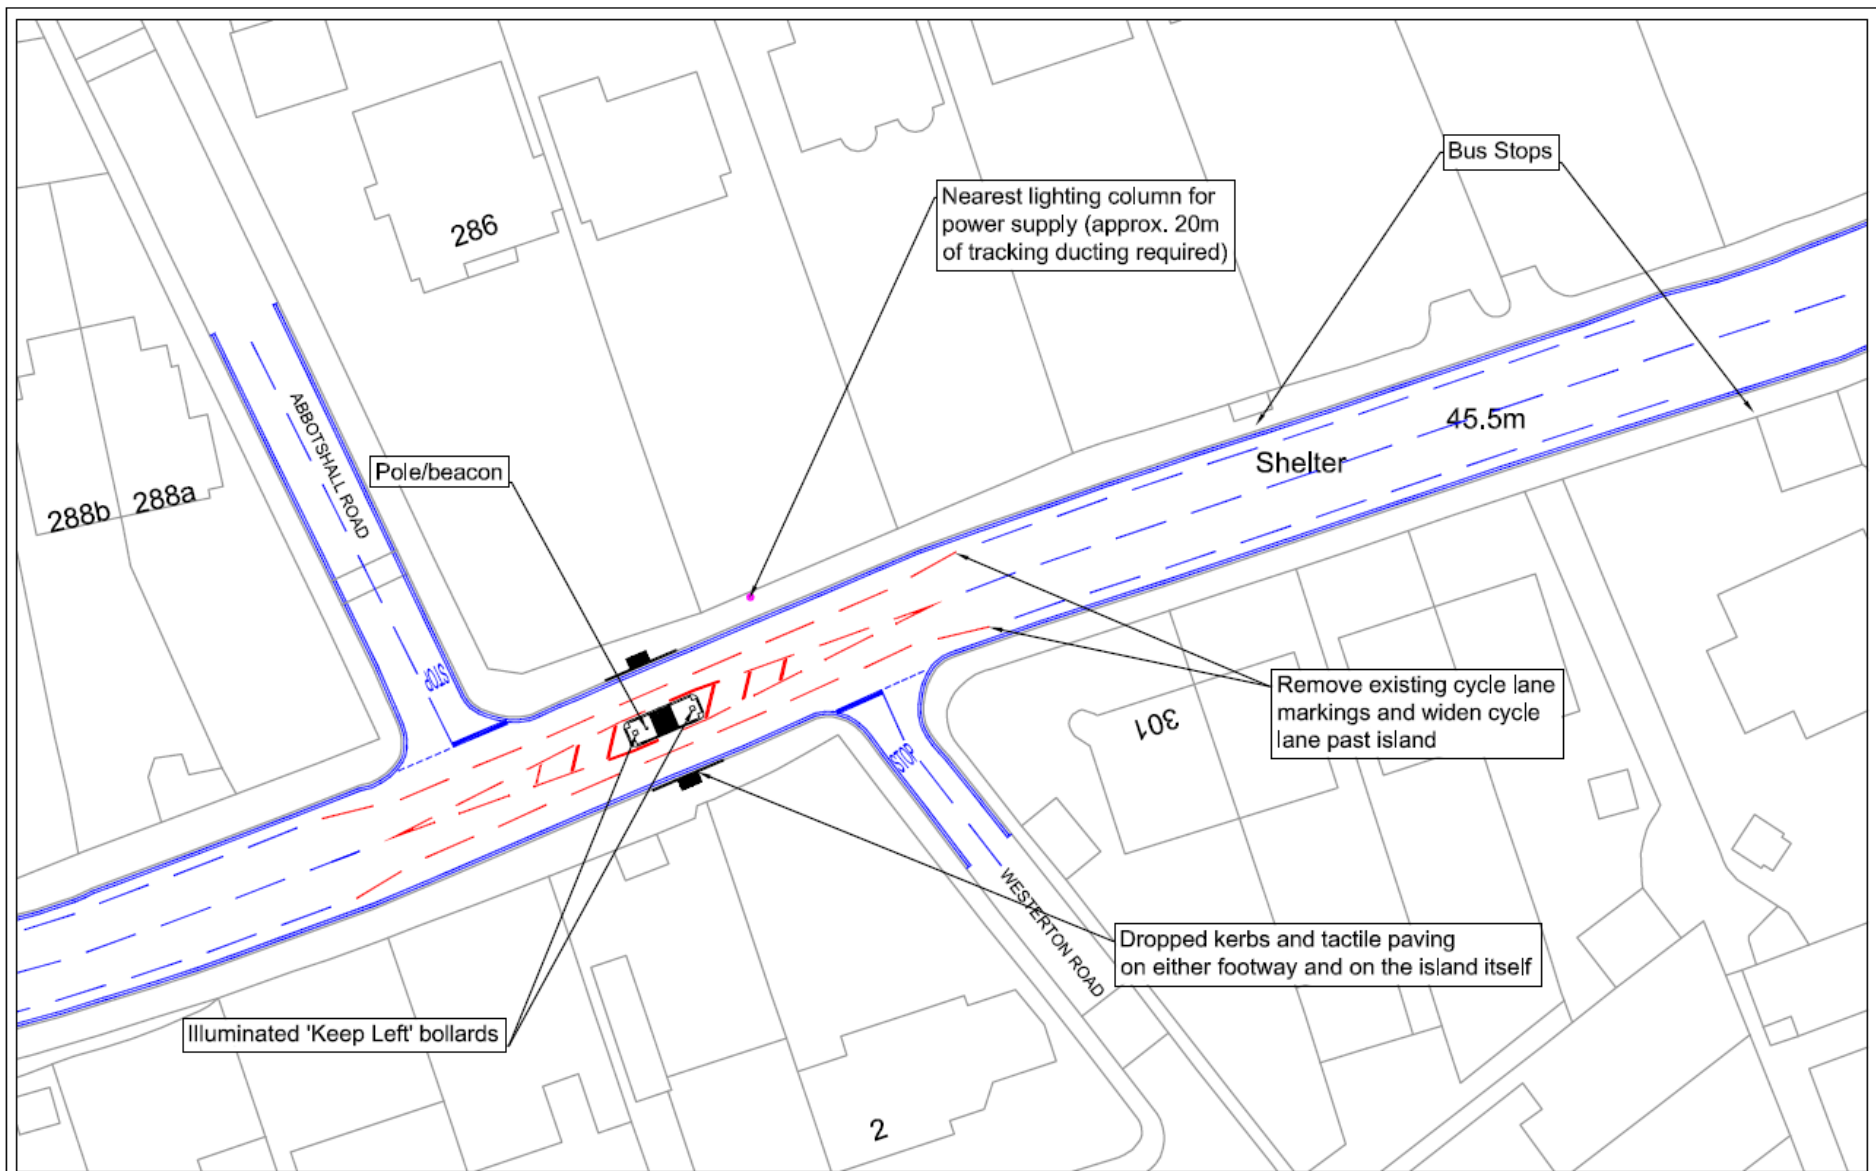 Bus Stops
Nearest lighting column for
power supply (approx. 20m
of tracking ducting required)
286
ABBOTSHALL ROAD
Pole/beacon
288b
288a
45.5m
Shelter
STOP
Remove existing cycle lane
markings and widen cycle
lane past island
301
STOP
WESTERTON ROAD
Dropped kerbs and tactile paving
on either footway and on the island itself
Illuminated 'Keep Left' bollards
2